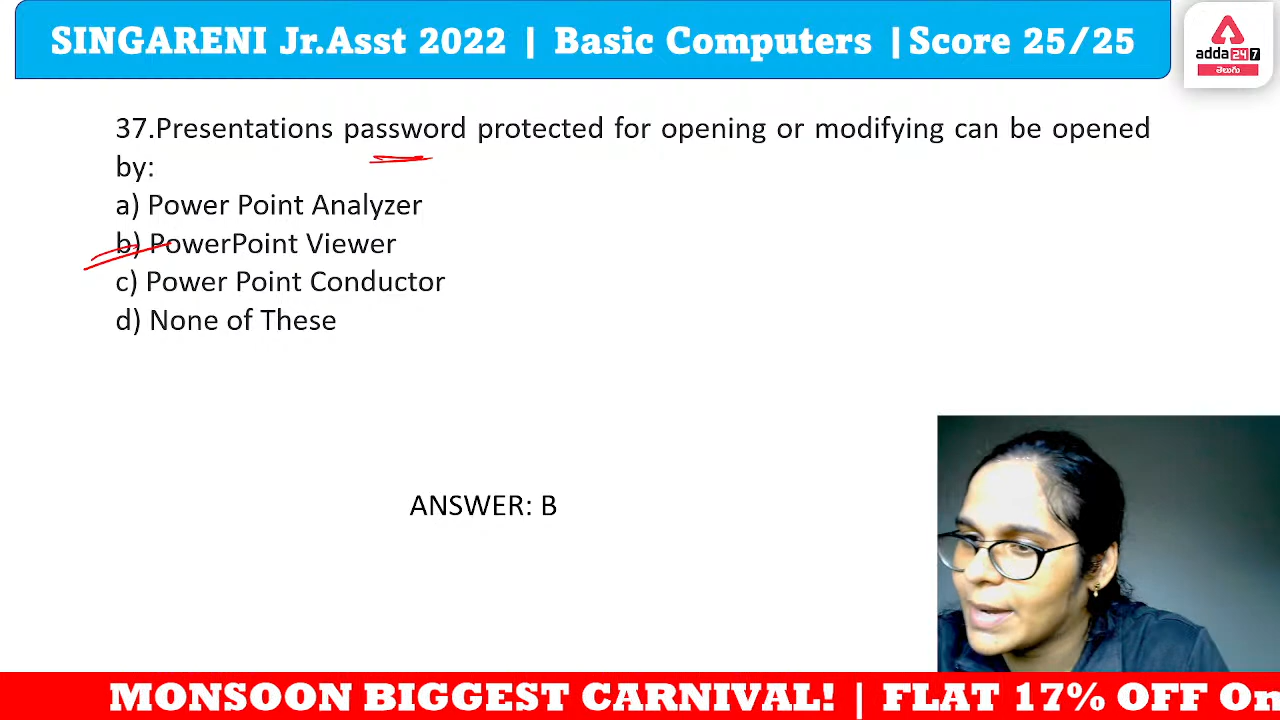 SINGARENI Jr.Asst 2022 | Basic Computers |Score 25/25
adda 24 7
తెలుగు
37.Presentations password protected for opening or modifying can be opened
by:
a) Power Point Analyzer
b) PowerPoint Viewer
c) Power Point Conductor
d) None of These
ANSWER: B
MONSOON BIGGEST CARNIVAL! | FLAT 17% OFF On